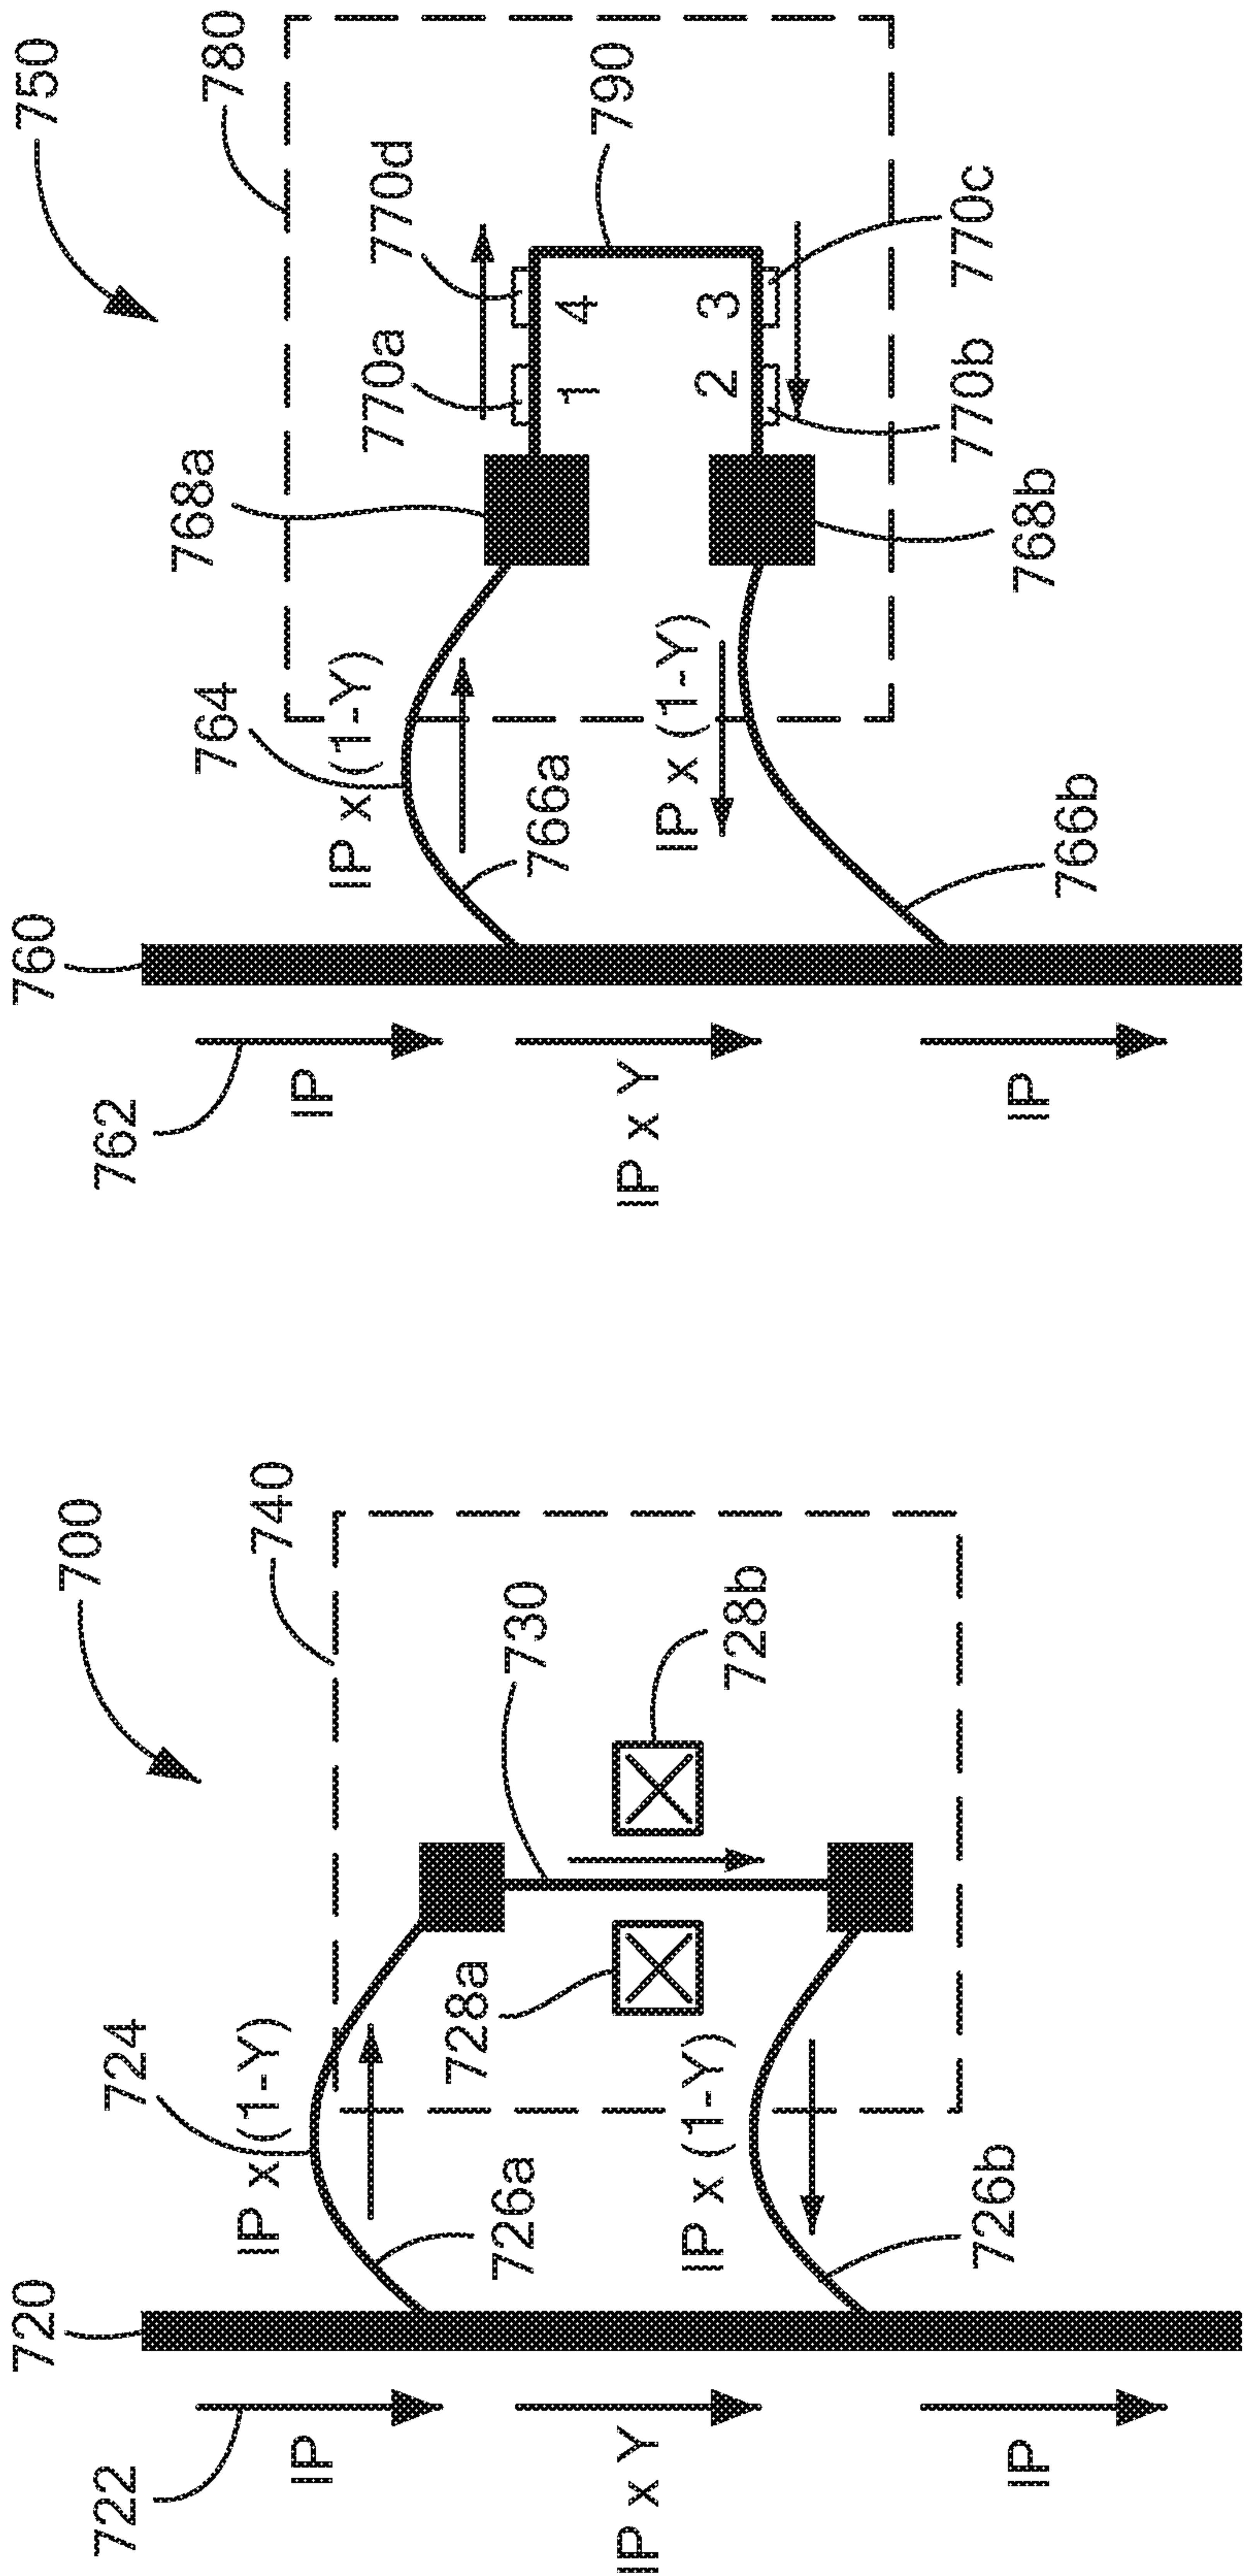 750
780
790
770d
770a
770c
770b
1
4
2
3
768a
768b
764
IP x (1-Y)
766a
IP x (1-Y)
766b
760
762
IP
IP x Y
IP
700
740
730
728b
728a
724
IP x (1-Y)
726a
IP x (1-Y)
726b
720
722
IP
IP x Y
IP